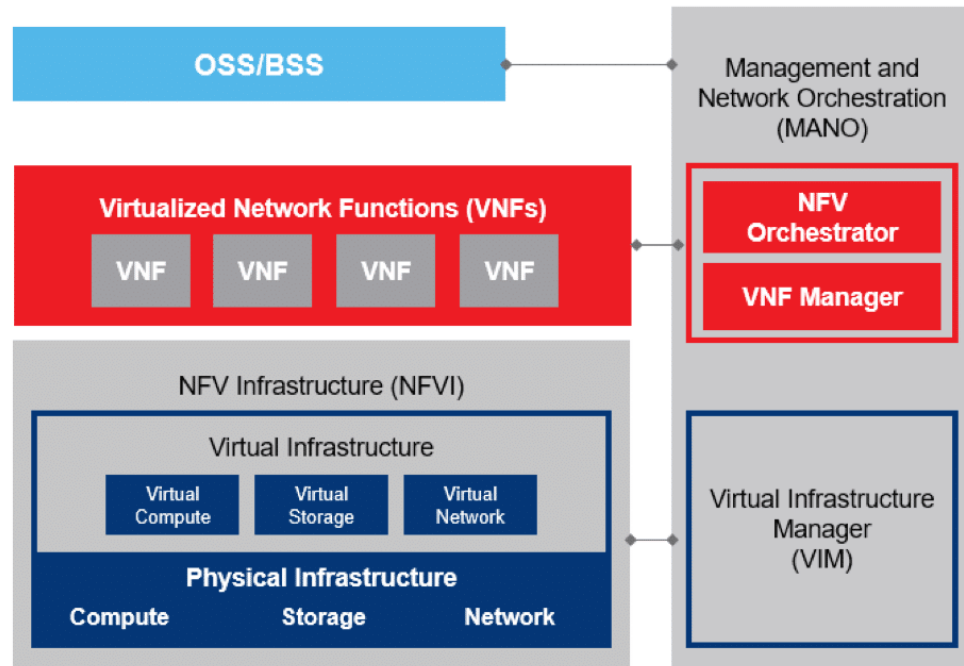 OSS/BSS
Management and
Network Orchestration
(MANO)
Virtualized Network Functions (VNFs)
VNF
VNF
VNF
VNF
NFV
Orchestrator
VNF Manager
NFV Infrastructure (NFVI)
Virtual Infrastructure
Virtual
Compute
Virtual
Storage
Virtual
Network
Physical Infrastructure
Compute
Storage
Network
Virtual Infrastructure
Manager
(VIM)